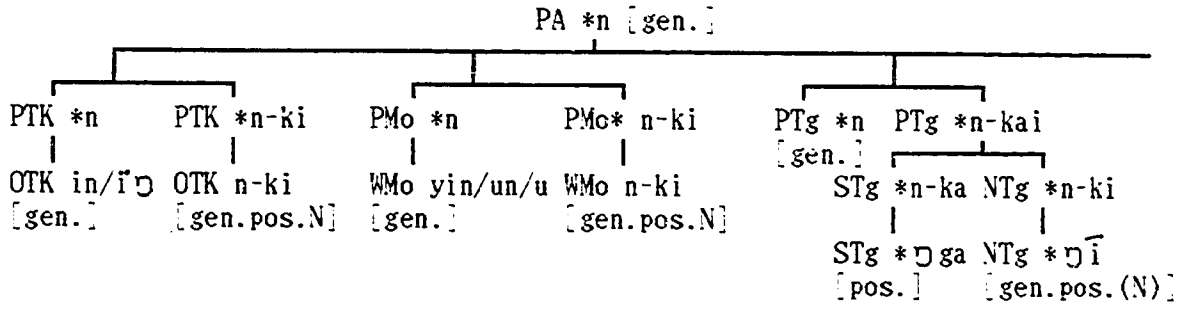 PA *n [gen.]
PTK *n PTK *n-ki PMo *n PMo* n-ki PTg *n PTg *n-kai
[gen.]
OTK in/ïŋ OTK n-ki WMo yin/un/u WMo n-ki STg *n-ka NTg *n-ki
[gen.] [gen.pos.N] [gen.] [gen.pos.N]
STg *ŋga NTg *ŋī
[pos.] [gen.pos.(N)]